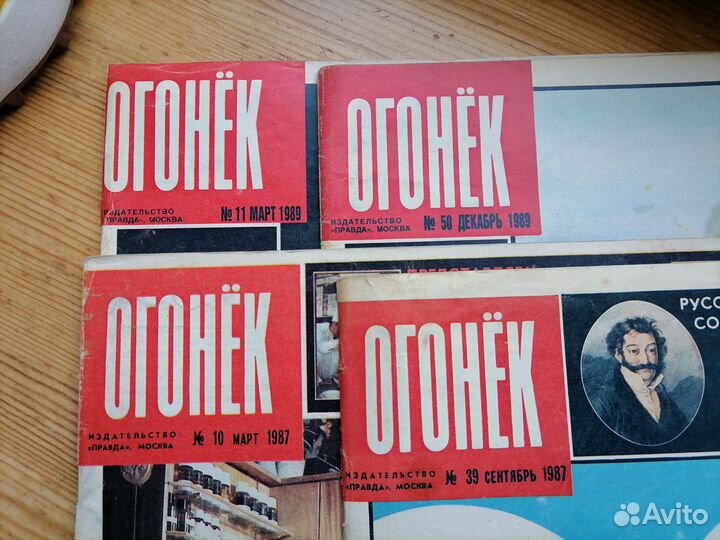 ОГОНЁК
ИЗДАТЕЛЬСТВО
«ПРАВДА», МОСКВА
№ 11 МАРТ 1989
ОГОНЁК
ИЗДАТЕЛЬСТВО
«ПРАВДА», МОСКВА
№ 50 ДЕКАБРЬ 1989
ОГОНЁК
ИЗДАТЕЛЬСТВО
«ПРАВДА», МОСКВА
№ 10 МАРТ 1987
ОГОНЁК
ИЗДАТЕЛЬСТВО
«ПРАВДА», МОСКВА
№ 39 СЕНТЯБРЬ 1987
РУСС
СО
Avito